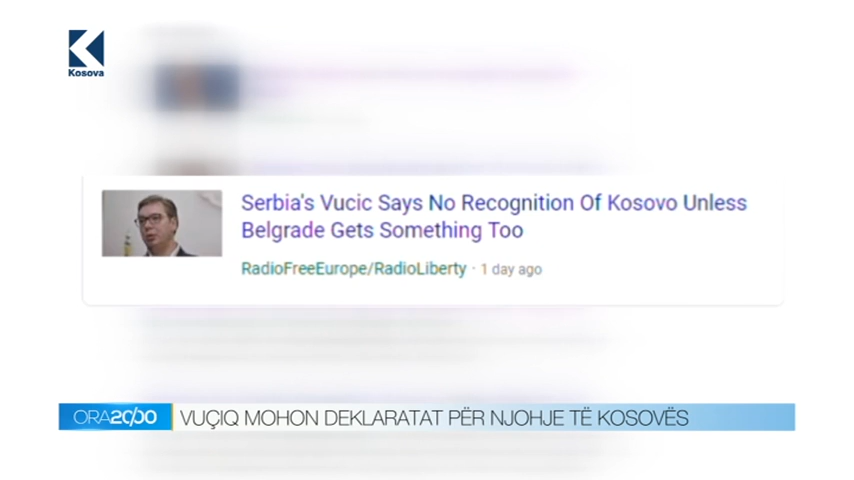 Kosova
Serbia's Vucic Says No Recognition Of Kosovo Unless
Belgrade Gets Something Too
RadioFreeEurope/RadioLiberty · 1 day ago
ORA20/00 VUÇIQ MOHON DEKLARATAT PËR NJOHJE TË KOSOVËS